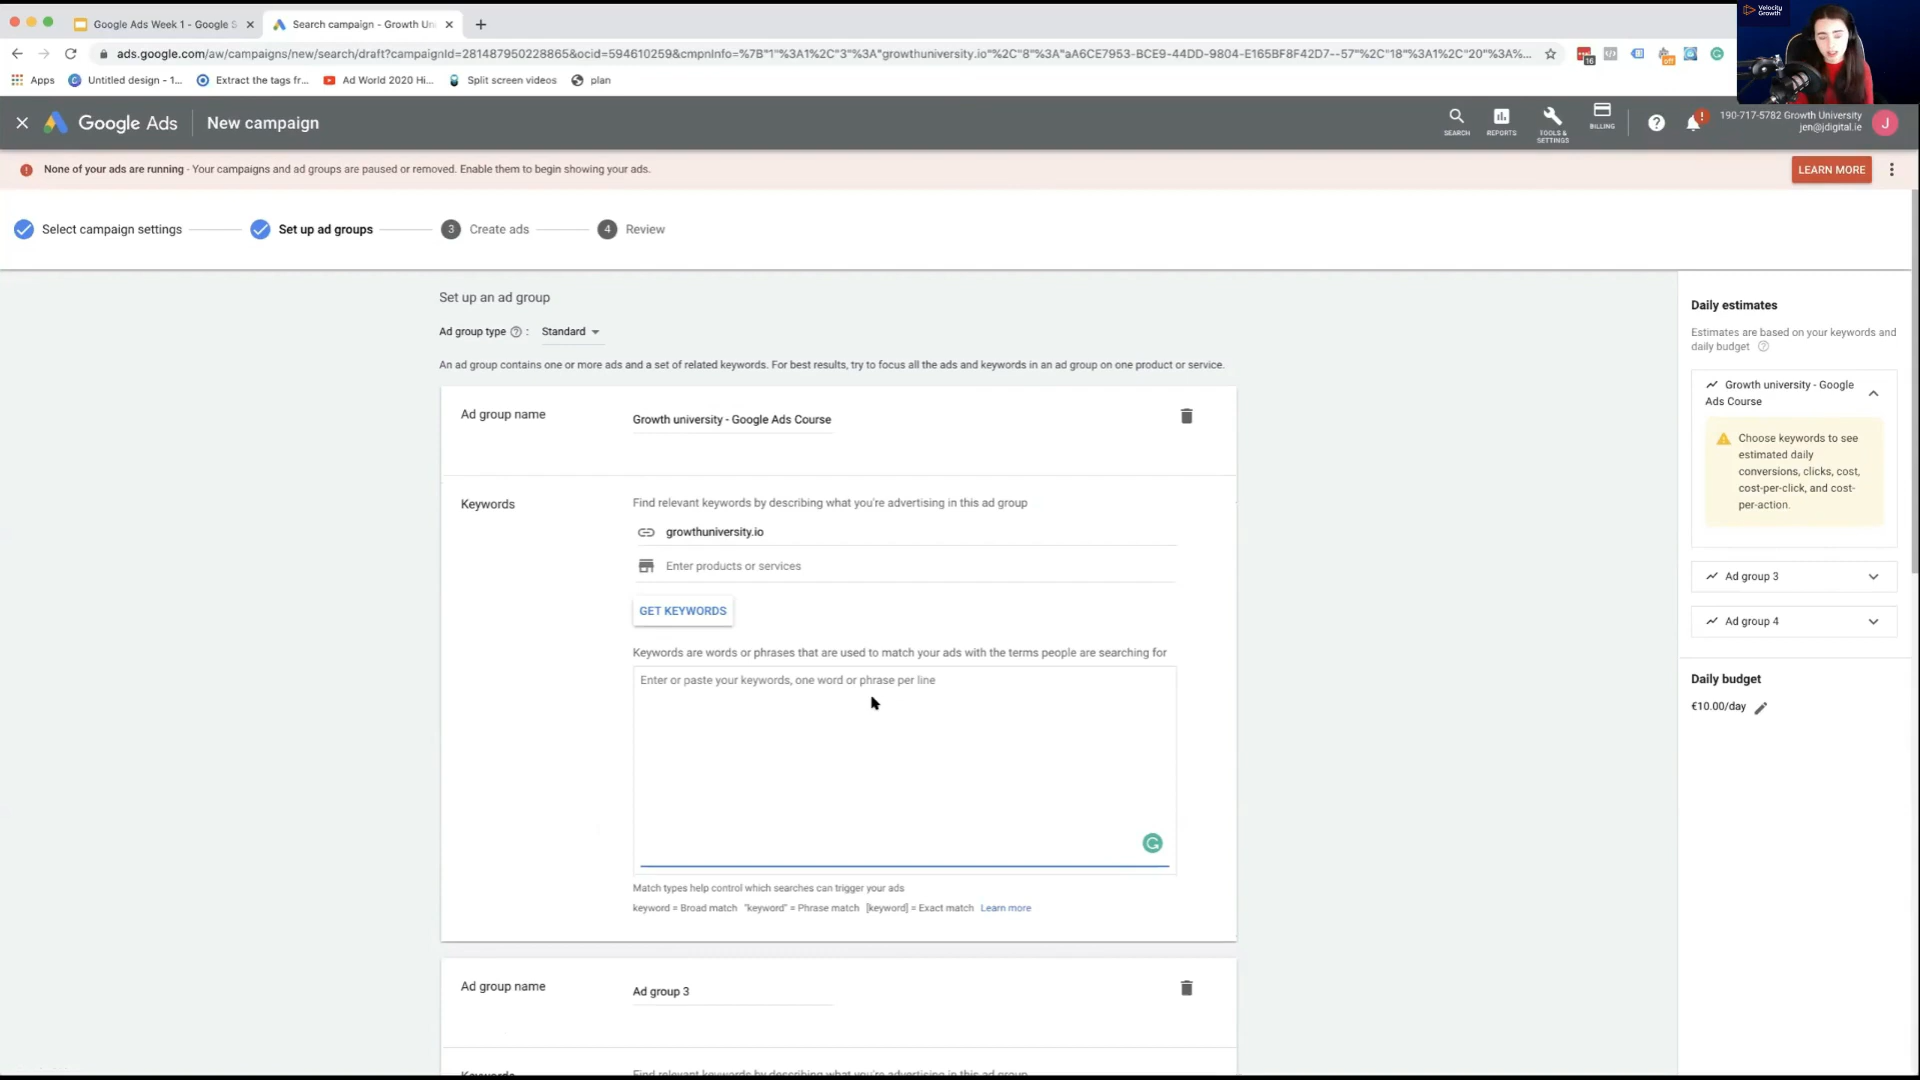 Google Ads Week 1 - Google S
Search campaign - Growth Un
ads.google.com/aw/campaigns/new/search/draft?campaignId=281487950228865&ocid=594610259&cmpnInfo=%7B"1"%3A1%2C"3"%3A"growthuniversity.io"%2C"8"%3A"aA6CE7953-BCE9-44DD-9804-E165BF8F42D7--57"%2C"18"%3A1%2C"20"%3A%...
16
off
Velocity
Growth
Apps
Untitled design - 1...
Extract the tags fr...
Ad World 2020 Hi...
Split screen videos
plan
Google Ads
New campaign
SEARCH
REPORTS
TOOLS &
SETTINGS
BILLING
190-717-5782 Growth University
jen@jdigital.ie
J
None of your ads are running - Your campaigns and ad groups are paused or removed. Enable them to begin showing your ads.
LEARN MORE
Select campaign settings
Set up ad groups
3 Create ads
4 Review
Set up an ad group
Ad group type ? : Standard
An ad group contains one or more ads and a set of related keywords. For best results, try to focus all the ads and keywords in an ad group on one product or service.
Ad group name
Growth university - Google Ads Course
Keywords
Find relevant keywords by describing what you're advertising in this ad group
growthuniversity.io
Enter products or services
GET KEYWORDS
Keywords are words or phrases that are used to match your ads with the terms people are searching for
Enter or paste your keywords, one word or phrase per line
Match types help control which searches can trigger your ads
keyword = Broad match "keyword" = Phrase match [keyword] = Exact match Learn more
Ad group name
Ad group 3
Keywords
Find relevant keywords by describing what you're advertising in this ad group
Daily estimates
Estimates are based on your keywords and
daily budget ?
Growth university - Google
Ads Course
Choose keywords to see
estimated daily
conversions, clicks, cost,
cost-per-click, and cost-
per-action.
Ad group 3
Ad group 4
Daily budget
€10.00/day